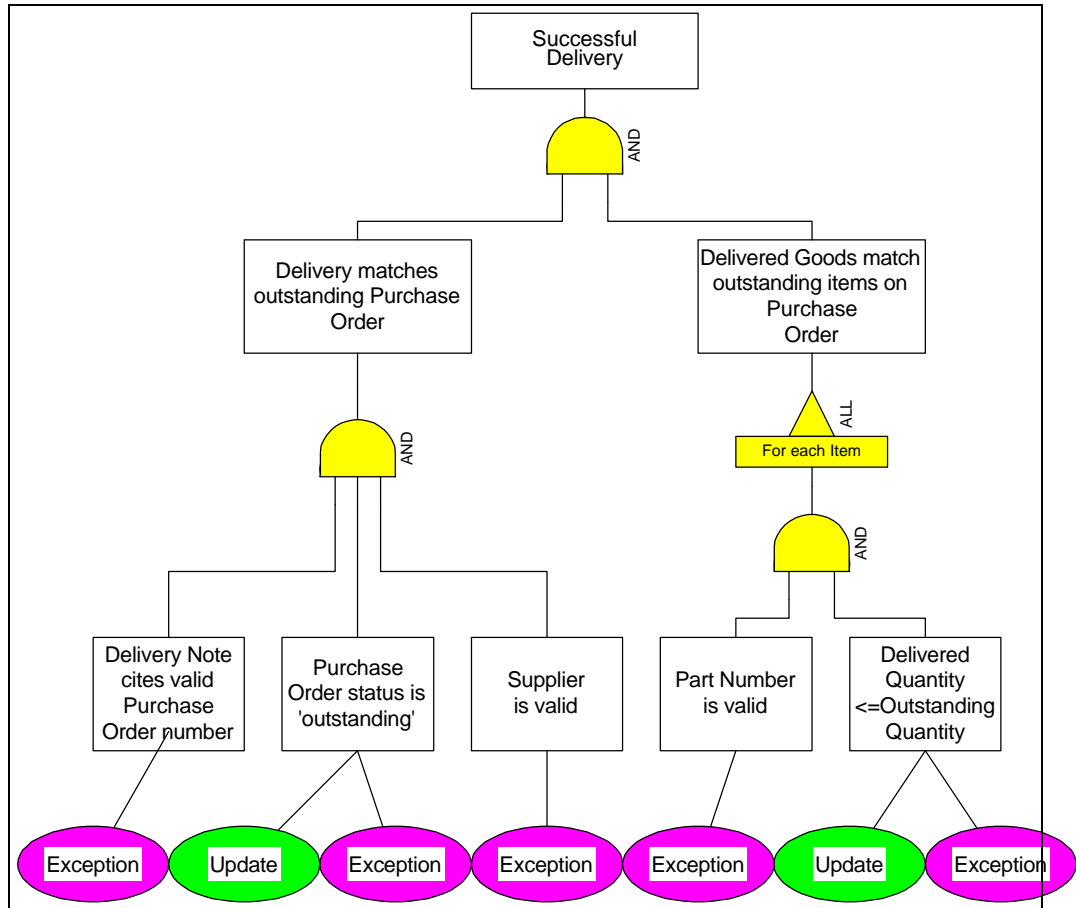 Successful
Delivery
AND
Delivery matches
outstanding Purchase
Order
Delivered Goods match
outstanding items on
Purchase
Order
AND
ALL
For each Item
AND
Delivery Note
cites valid
Purchase
Order number
Purchase
Order status is
'outstanding'
Supplier
is valid
Part Number
is valid
Delivered
Quantity
<=Outstanding
Quantity
Exception
Update
Exception
Exception
Exception
Update
Exception